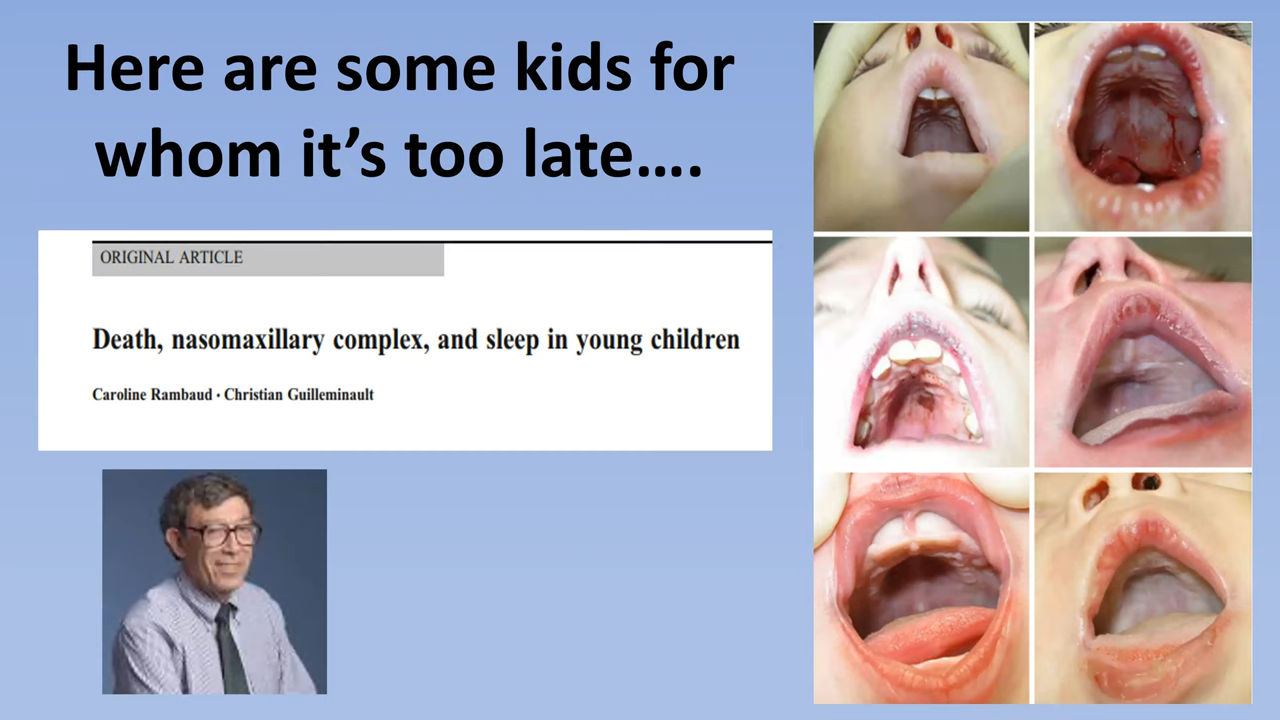 Here are some kids for
whom it's too late....
ORIGINAL ARTICLE
Death, nasomaxillary complex, and sleep in young children
Caroline Rambaud · Christian Guilleminault